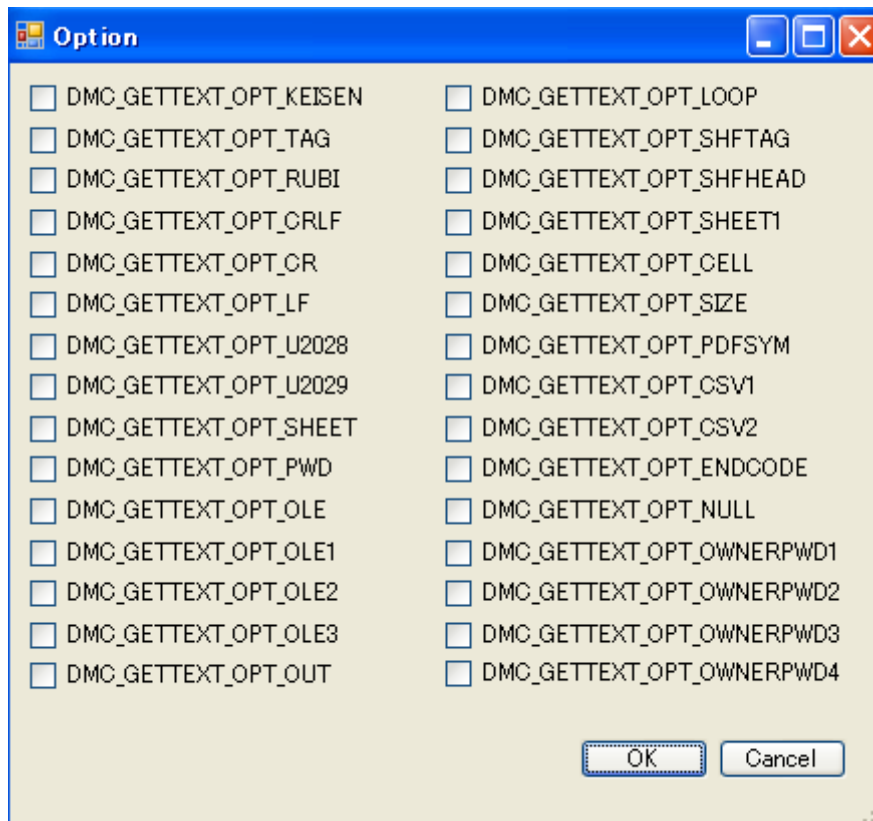 Option
DMC_GETTEXT_OPT_KEISEN
DMC_GETTEXT_OPT_TAG
DMC_GETTEXT_OPT_RUBI
DMC_GETTEXT_OPT_CRLF
DMC_GETTEXT_OPT_CR
DMC_GETTEXT_OPT_LF
DMC_GETTEXT_OPT_U2028
DMC_GETTEXT_OPT_U2029
DMC_GETTEXT_OPT_SHEET
DMC_GETTEXT_OPT_PWD
DMC_GETTEXT_OPT_OLE
DMC_GETTEXT_OPT_OLE1
DMC_GETTEXT_OPT_OLE2
DMC_GETTEXT_OPT_OLE3
DMC_GETTEXT_OPT_OUT
DMC_GETTEXT_OPT_LOOP
DMC_GETTEXT_OPT_SHFTAG
DMC_GETTEXT_OPT_SHFHEAD
DMC_GETTEXT_OPT_SHEET1
DMC_GETTEXT_OPT_CELL
DMC_GETTEXT_OPT_SIZE
DMC_GETTEXT_OPT_PDFSYM
DMC_GETTEXT_OPT_CSV1
DMC_GETTEXT_OPT_CSV2
DMC_GETTEXT_OPT_ENDCODE
DMC_GETTEXT_OPT_NULL
DMC_GETTEXT_OPT_OWNERPWD1
DMC_GETTEXT_OPT_OWNERPWD2
DMC_GETTEXT_OPT_OWNERPWD3
DMC_GETTEXT_OPT_OWNERPWD4
OK
Cancel